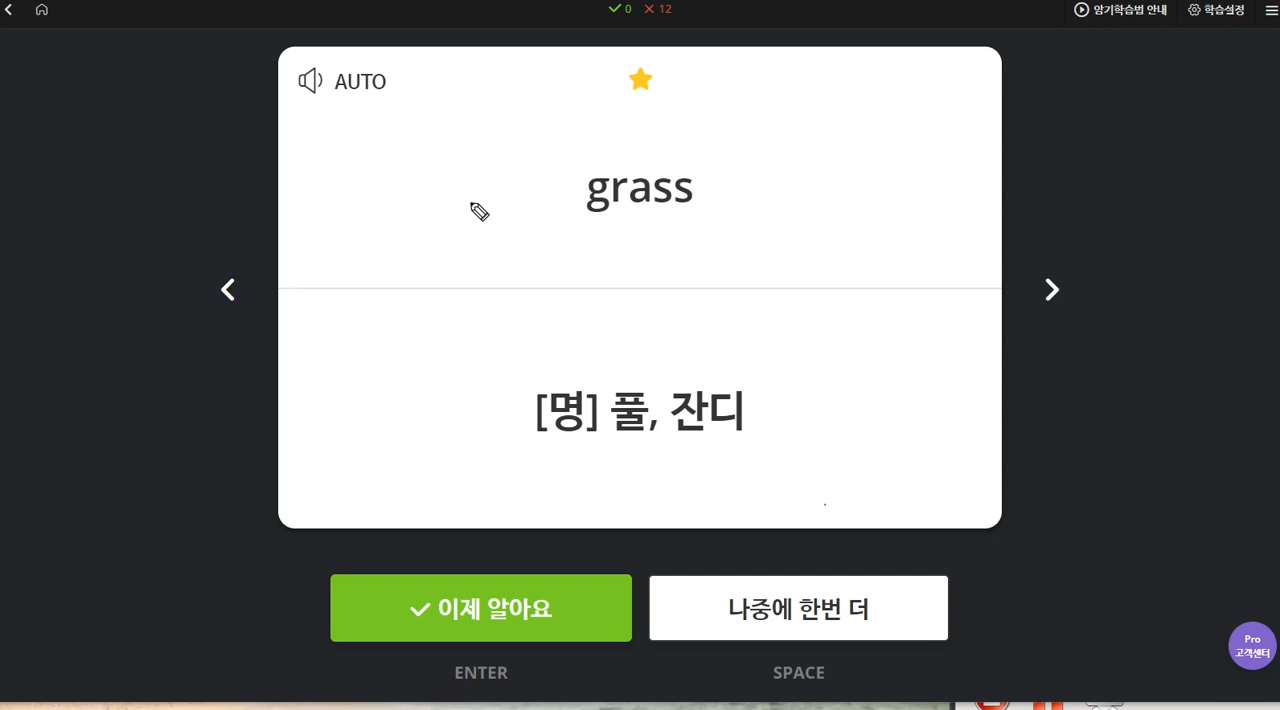 0 12
암기학습법 안내
학습설정
AUTO
grass
[명] 풀, 잔디
이제 알아요
나중에 한번 더
ENTER
SPACE
Pro
고객센터